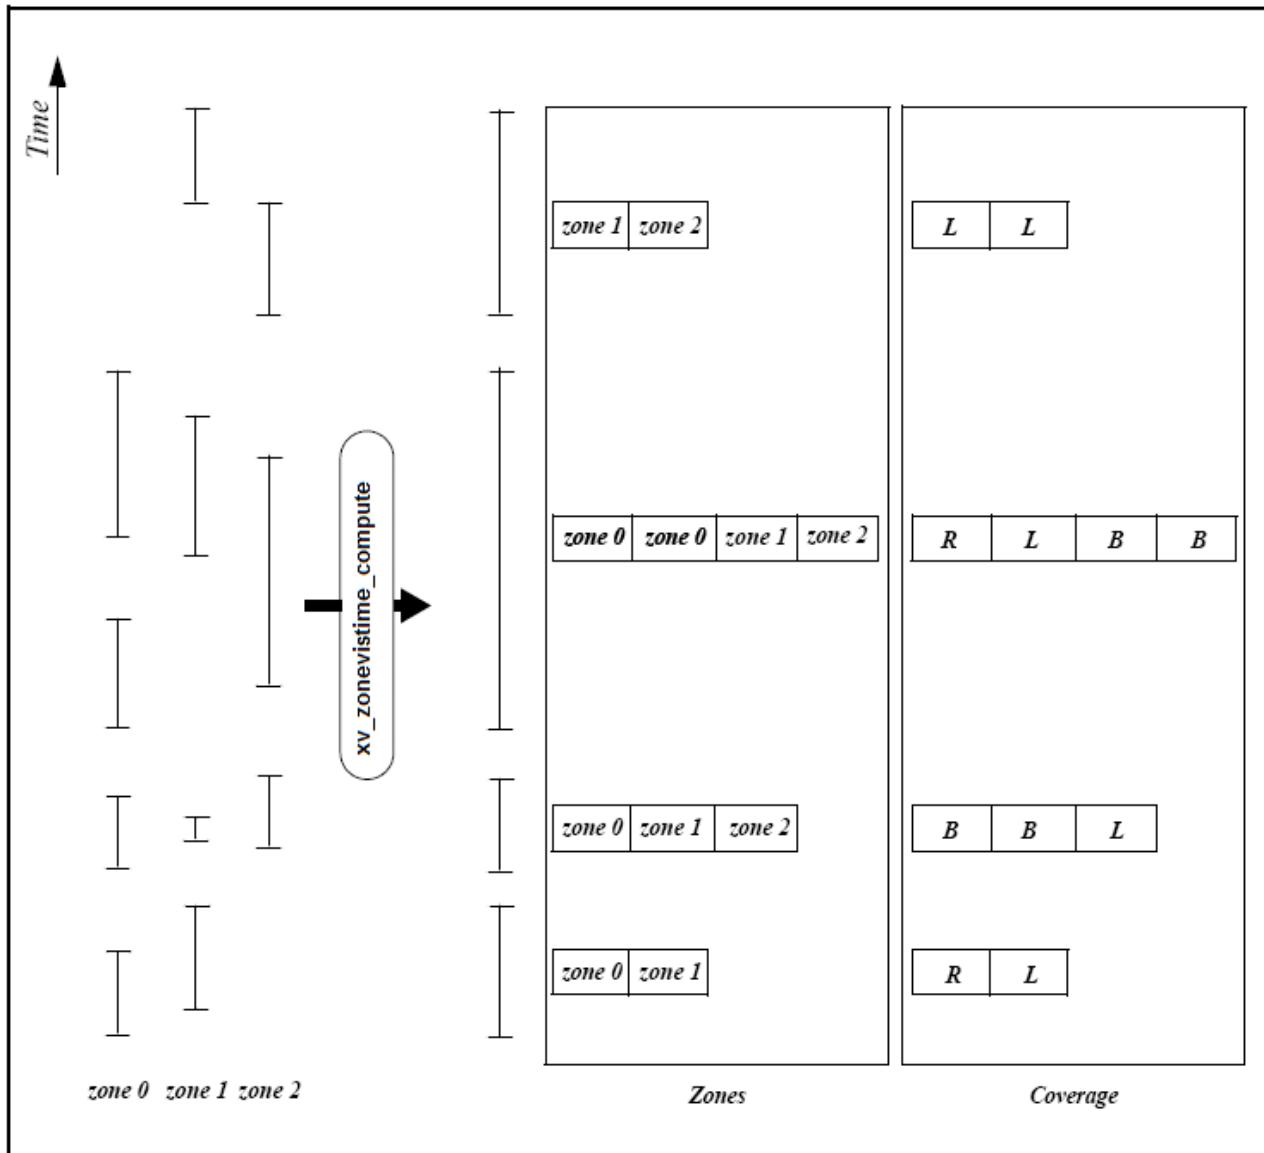 Time
zone 1 zone 2
L L
xv_zonevistime_compute
zone 0 zone 0 zone 1 zone 2
R L B B
zone 0 zone 1 zone 2
B B L
zone 0 zone 1
R L
zone 0 zone 1 zone 2
Zones
Coverage